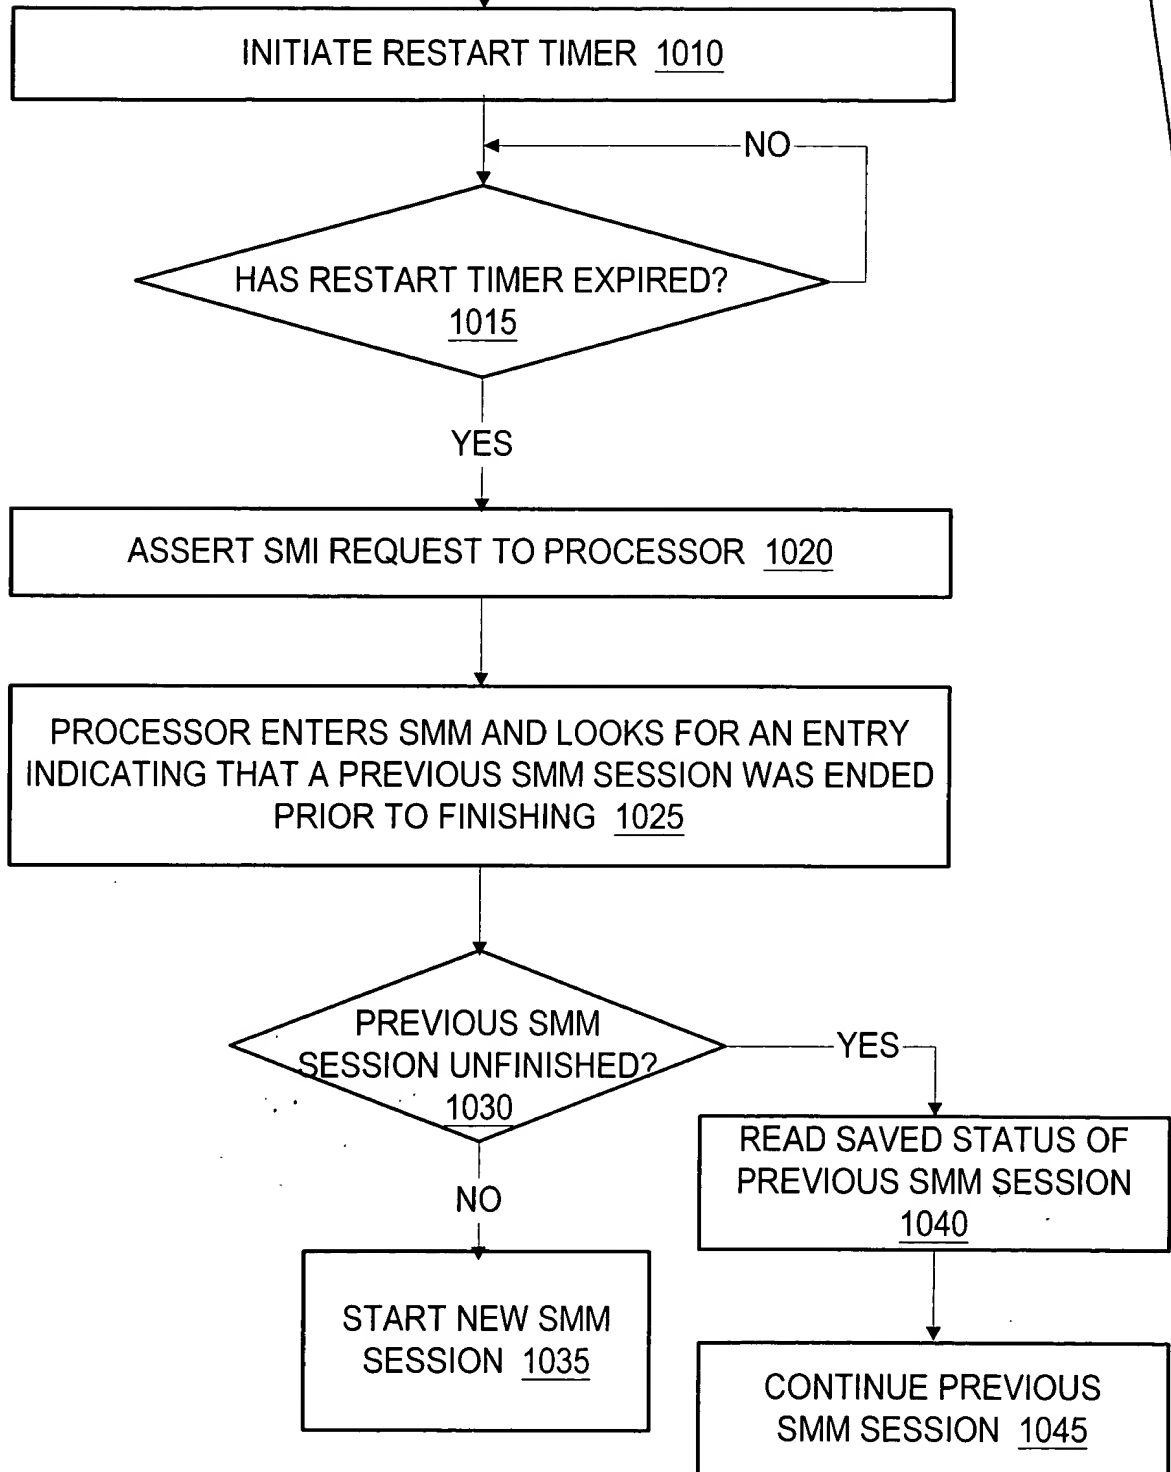 INITIATE RESTART TIMER 1010
NO
HAS RESTART TIMER EXPIRED?
1015
YES
ASSERT SMI REQUEST TO PROCESSOR 1020
PROCESSOR ENTERS SMM AND LOOKS FOR AN ENTRY
INDICATING THAT A PREVIOUS SMM SESSION WAS ENDED
PRIOR TO FINISHING 1025
PREVIOUS SMM
SESSION UNFINISHED?
1030
YES
READ SAVED STATUS OF
PREVIOUS SMM SESSION
1040
NO
START NEW SMM
SESSION 1035
CONTINUE PREVIOUS
SMM SESSION 1045